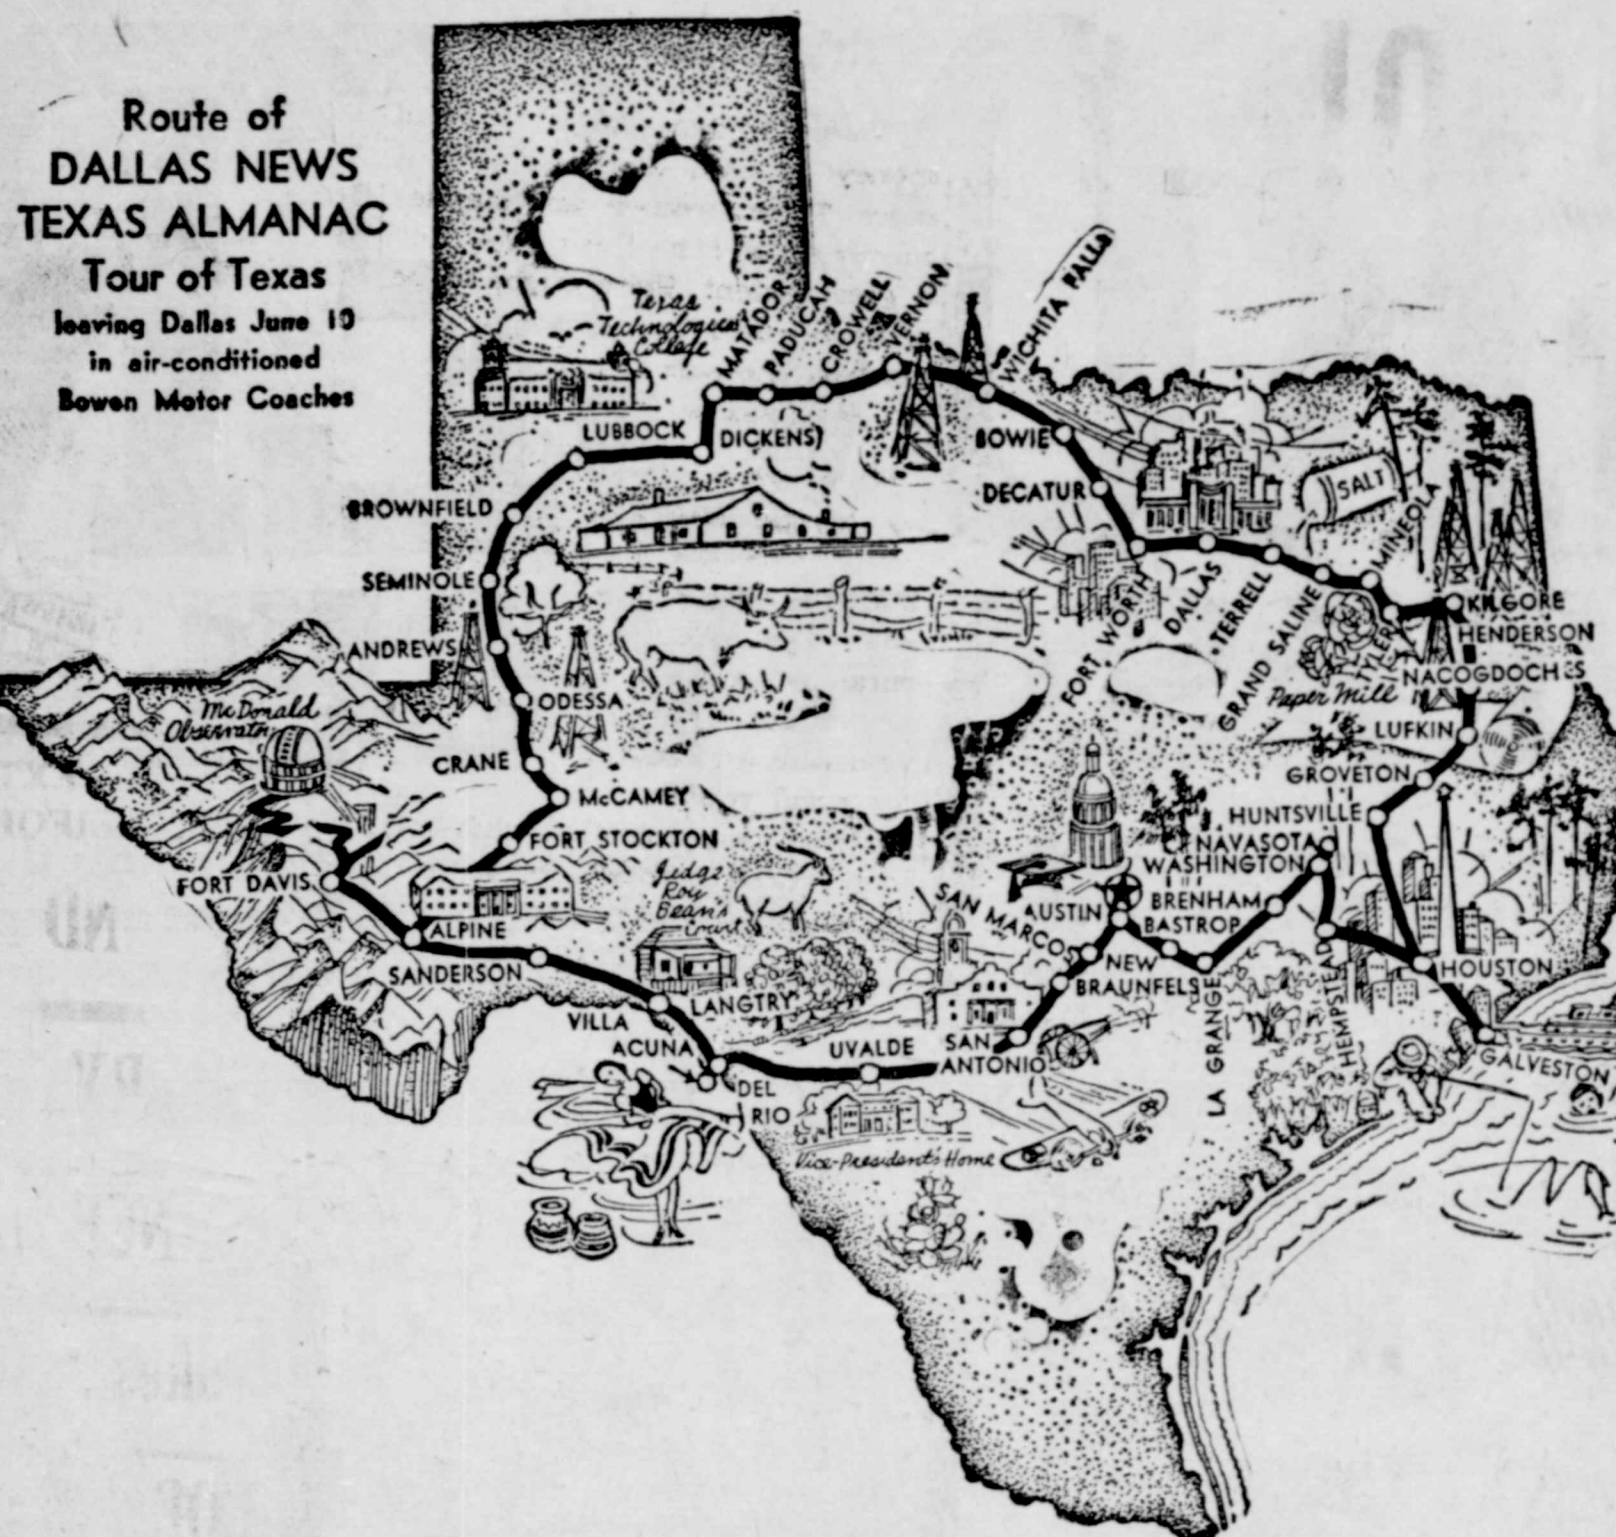 Route of
DALLAS NEWS
TEXAS ALMANAC
Tour of Texas
leaving Dallas June 10
in air-conditioned
Bowen Motor Coaches
Texas
Technological
College
MATADOR
PADUCAH
CROWELL
VERNON
WICHITA FALLS
LUBBOCK
DICKENS
BOWIE
DECATUR
SALT
BROWNFIELD
MINEOLA
SEMINOLE
FORT WORTH
DALLAS
TERRELL
GRAND SALINE
TYLER
KILGORE
HENDERSON
ANDREWS
NACOGDOCHES
Paper Mill
ODESSA
McDonald
Observatory
LUFKIN
CRANE
GROVETON
McCAMEY
HUNTSVILLE
FORT STOCKTON
NAVASOTA
WASHINGTON
Judge
Roy
Bean's
Court
FORT DAVIS
SAN MARCOS
AUSTIN
BRENHAM
BASTROP
ALPINE
SANDERSON
NEW
BRAUNFELS
HOUSTON
LANGTRY
LA GRANGE
HEMPSTEAD
VILLA
ACUNA
UVALDE
SAN
ANTONIO
GALVESTON
DEL
RIO
Vice-President's Home